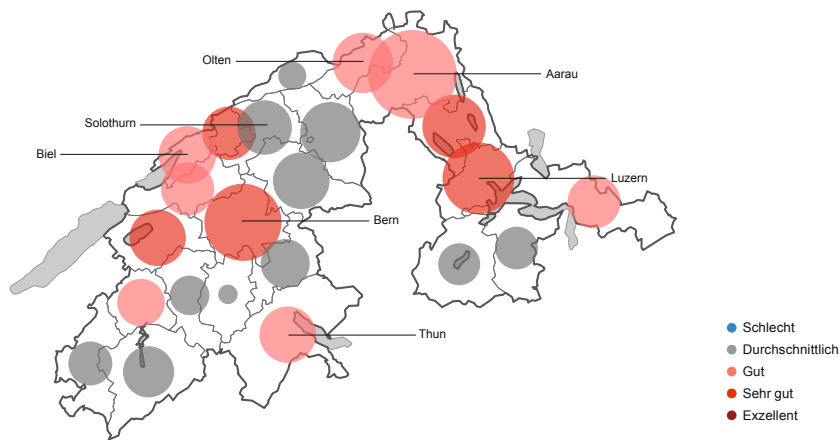 Olten
Aarau
Solothurn
Biel
Luzern
Bern
Thun
Schlecht
Durchschnittlich
Gut
Sehr gut
Exzellent